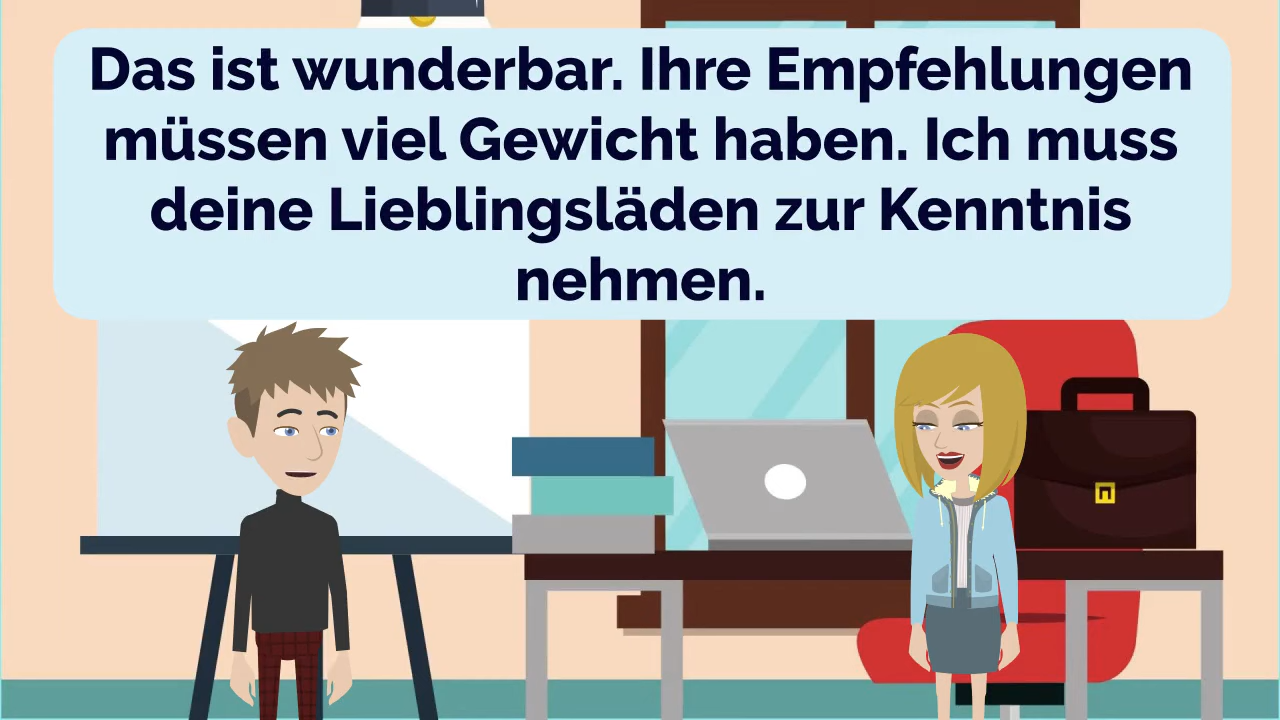 Das ist wunderbar. Ihre Empfehlungen
müssen viel Gewicht haben. Ich muss
deine Lieblingsläden zur Kenntnis
nehmen.